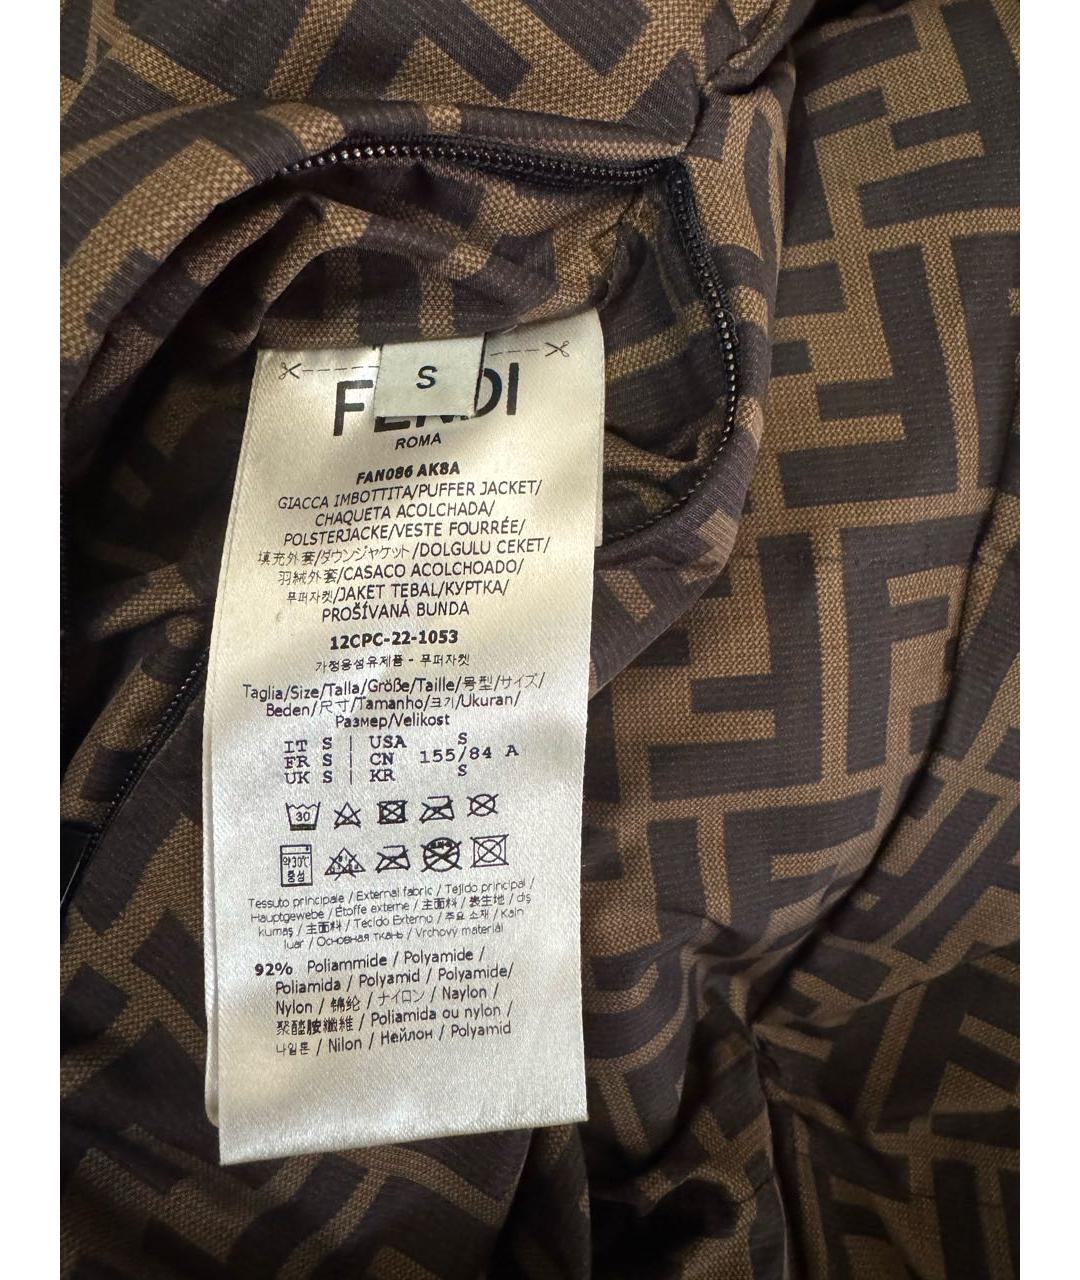 S
FENDI
ROMA
FAN086 AK8A
GIACCA IMBOTTITA/PUFFER JACKET/
CHAQUETA ACOLCHADA/
POLSTERJACKE/VESTE FOURRÉE/
填充外套/ダウンジャケット/DOLGULU CEKET/
羽絨外套/CASACO ACOLCHOADO/
푸퍼자켓/JAKET TEBAL/КУРТКА/
PROŠÍVANÁ BUNDA
12CPC-22-1053
가정용섬유제품 - 푸퍼자켓
Taglia/Size/Talla/Größe/Taille/号型/サイズ/
Beden/尺寸/Tamanho/크기/Ukuran/
Размер/Velikost
IT S | USA S
FR S | CN 155/84 A
UK S | KR S
30
약30℃
중성
Tessuto principale / External fabric / Tejido principal /
Hauptgewebe / Étoffe externe / 主面料 / 表生地 / dış
kumaş / 主面料 / Tecido Externo / 주요 소재 / Kain
luar / Основная ткань / Vrchový materiál
92% Poliammide / Polyamide /
Poliamida / Polyamid / Polyamide/
Nylon / 锦纶 / ナイロン / Naylon /
聚醯胺纖維 / Poliamida ou nylon /
나일론 / Nilon / Нейлон / Polyamid